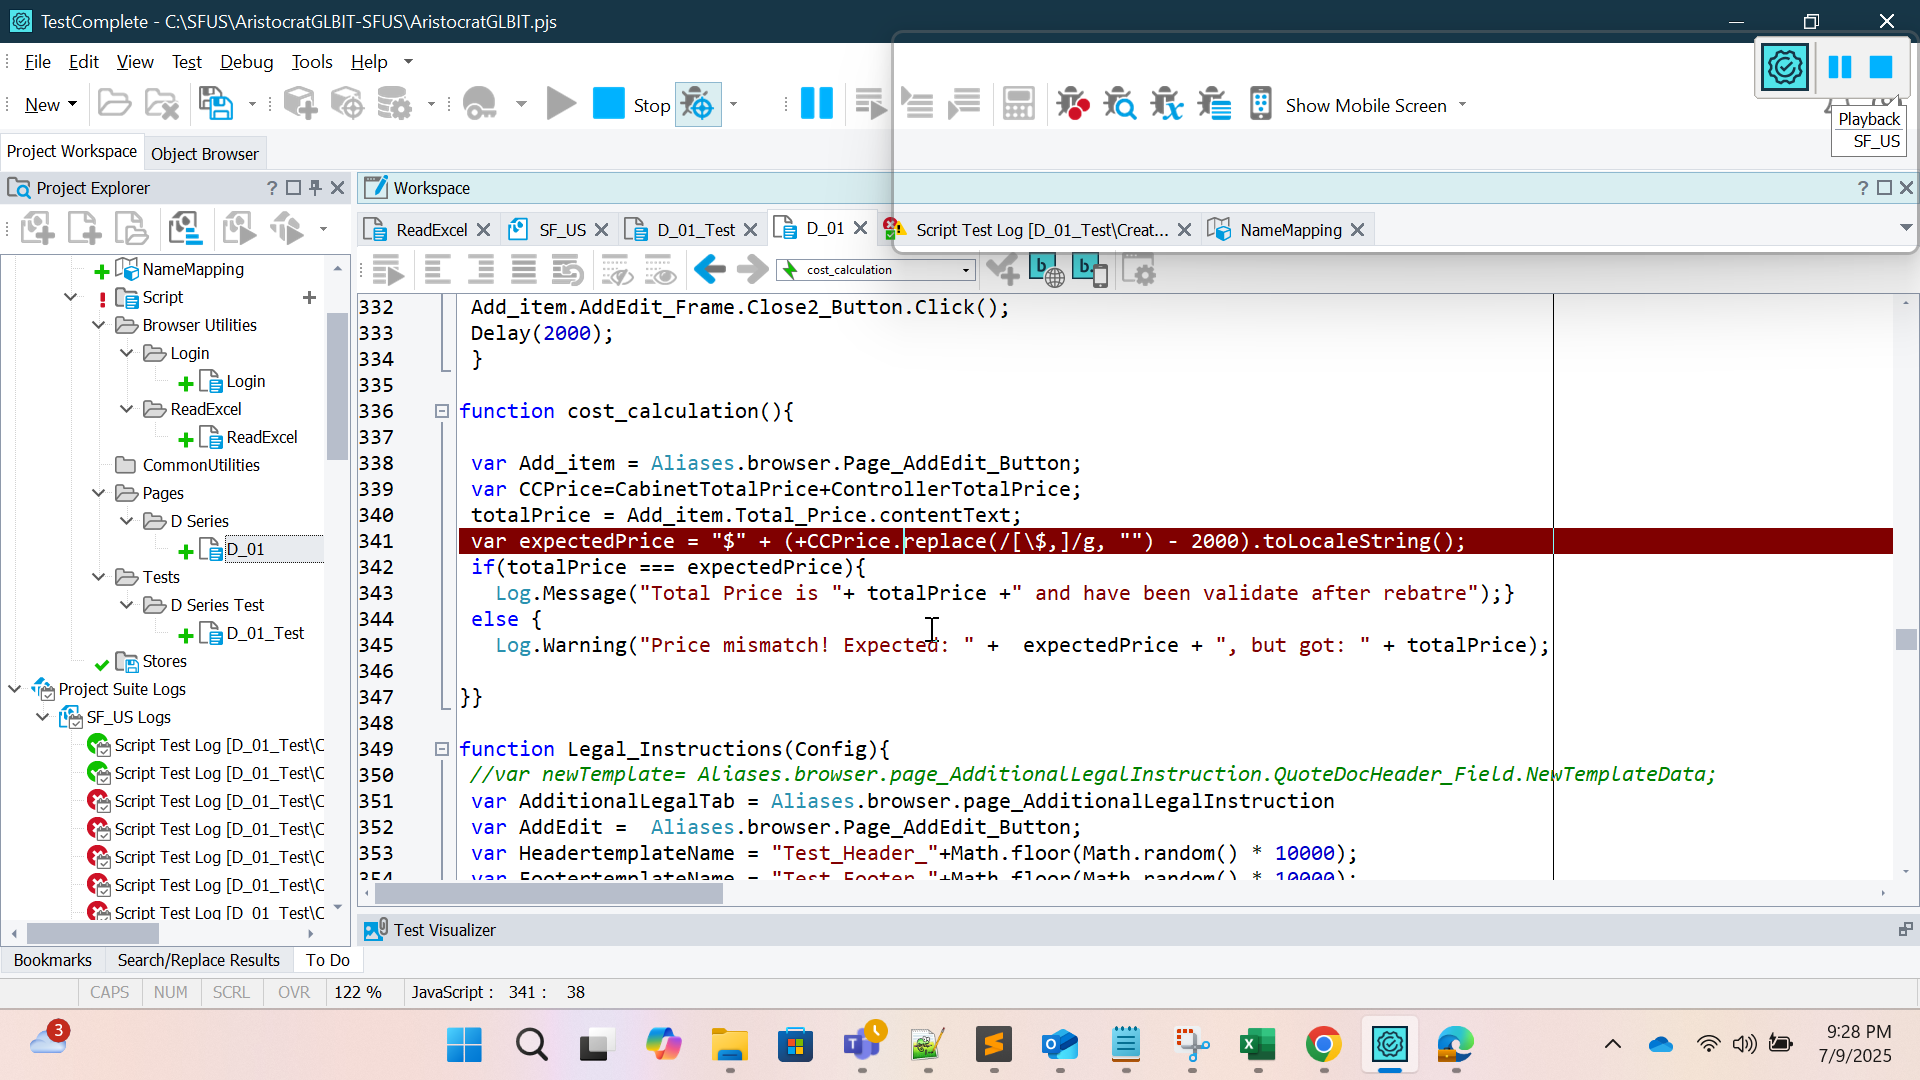 TestComplete - C:\SFUS\AristocratGLBIT-SFUS\AristocratGLBIT.pjs
File Edit View Test Debug Tools Help
New
Stop
Show Mobile Screen
Playback
SF_US
Project Workspace
Object Browser
Project Explorer
Workspace
ReadExcel
SF_US
D_01_Test
D_01
Script Test Log [D_01_Test\Creat...
NameMapping
cost_calculation
NameMapping
Script
Browser Utilities
Login
Login
ReadExcel
ReadExcel
CommonUtilities
Pages
D Series
D_01
Tests
D Series Test
D_01_Test
Stores
Project Suite Logs
SF_US Logs
Script Test Log [D_01_Test\C
Script Test Log [D_01_Test\C
Script Test Log [D_01_Test\C
Script Test Log [D_01_Test\C
Script Test Log [D_01_Test\C
Script Test Log [D_01_Test\C
Script Test Log [D_01_Test\C
332 Add_item.AddEdit_Frame.Close2_Button.Click();
333 Delay(2000);
334 }
335
336 function cost_calculation(){
337
338 var Add_item = Aliases.browser.Page_AddEdit_Button;
339 var CCPrice=CabinetTotalPrice+ControllerTotalPrice;
340 totalPrice = Add_item.Total_Price.contentText;
341 var expectedPrice = "$" + (+CCPrice.replace(/[\$,]/g, "") - 2000).toLocaleString();
342 if(totalPrice === expectedPrice){
343 Log.Message("Total Price is "+ totalPrice +" and have been validate after rebatre");}
344 else {
345 Log.Warning("Price mismatch! Expected: " +  expectedPrice + ", but got: " + totalPrice);
346
347 }}
348
349 function Legal_Instructions(Config){
350 //var newTemplate= Aliases.browser.page_AdditionalLegalInstruction.QuoteDocHeader_Field.NewTemplateData;
351 var AdditionalLegalTab = Aliases.browser.page_AdditionalLegalInstruction
352 var AddEdit =  Aliases.browser.Page_AddEdit_Button;
353 var HeadertemplateName = "Test_Header_"+Math.floor(Math.random() * 10000);
354 var FootertemplateName = "Test_Footer_"+Math.floor(Math.random() * 10000);
Test Visualizer
Bookmarks
Search/Replace Results
To Do
CAPS NUM SCRL OVR 122 % JavaScript : 341 : 38
3
9:28 PM
7/9/2025